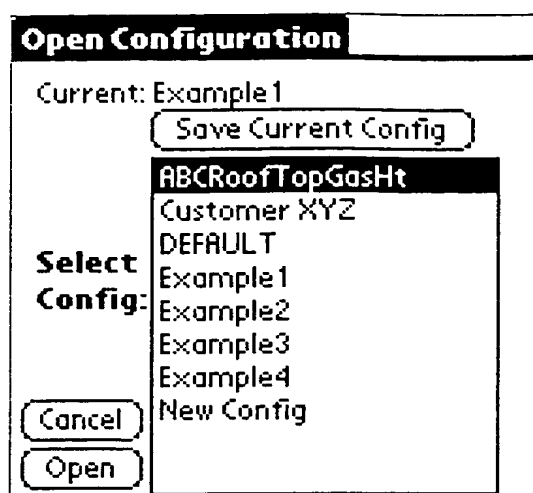 Open Configuration
Current: Example1
Save Current Config
Select Config:
ABCRoofTopGasHt
Customer XYZ
DEFAULT
Example1
Example2
Example3
Example4
New Config
Cancel
Open